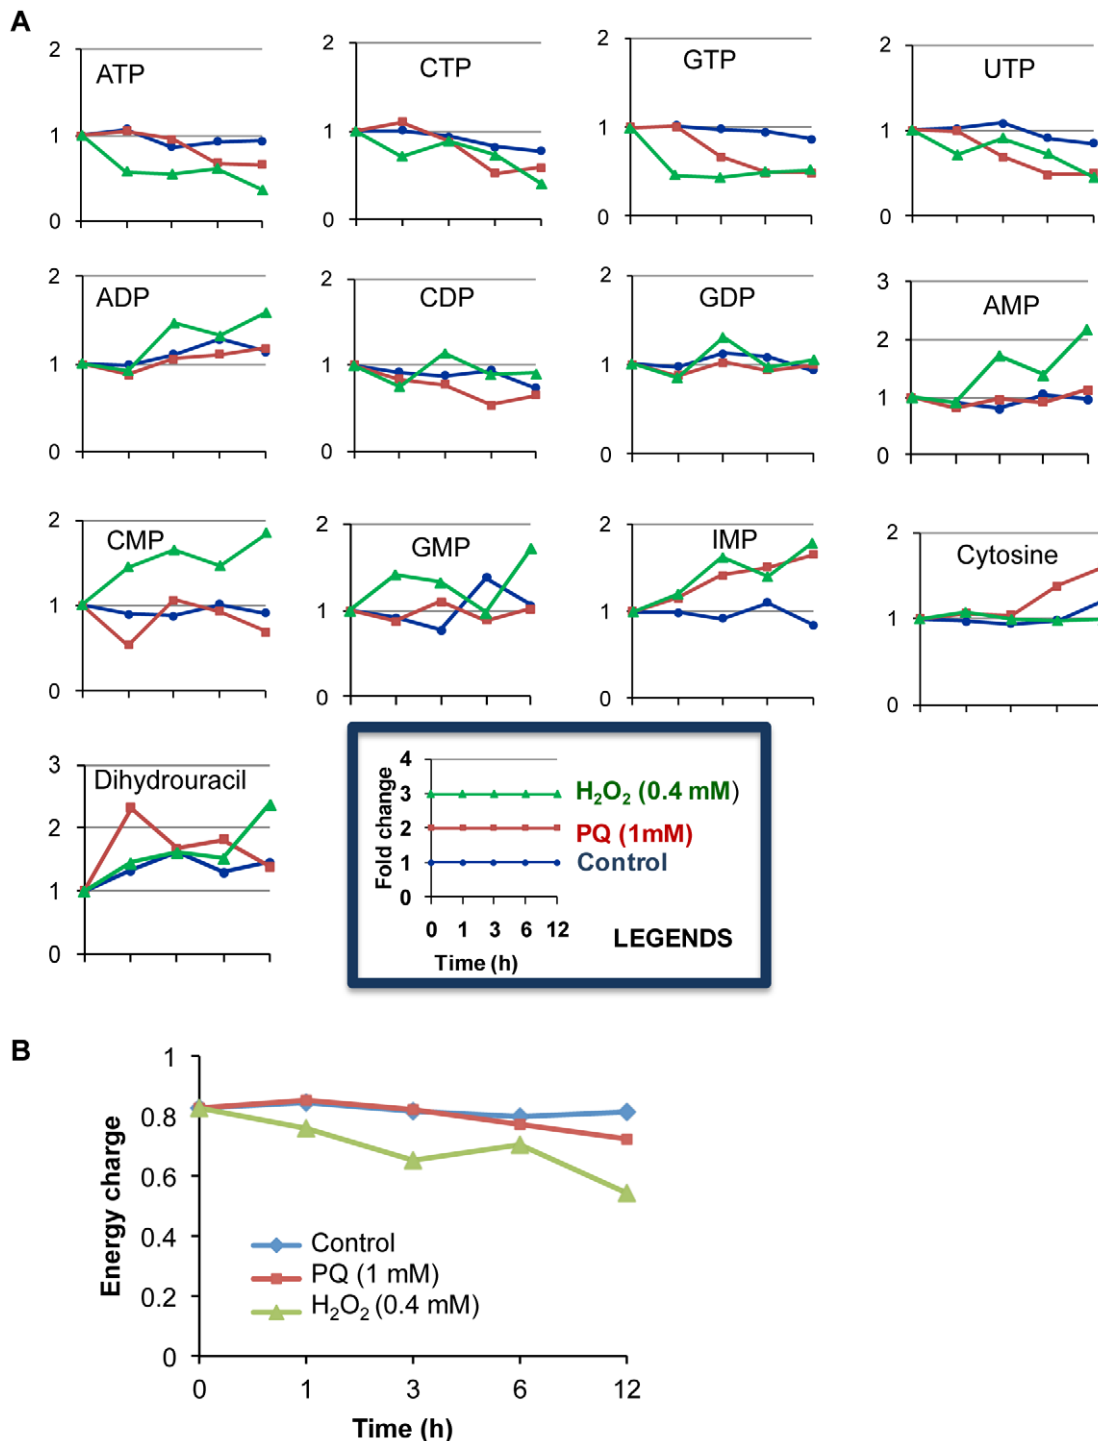 A
ATP
2
1
0
CTP
2
1
0
GTP
2
1
0
UTP
2
1
0
ADP
2
1
0
CDP
2
1
0
GDP
2
1
0
AMP
3
2
1
0
CMP
2
1
0
GMP
2
1
0
IMP
2
1
0
Cytosine
2
1
0
Dihydrouracil
3
2
1
0
Fold change
4
3
2
1
0
H₂O₂ (0.4 mM)
PQ (1mM)
Control
0 1 3 6 12
LEGENDS
Time (h)
B
Energy charge
1
0.8
0.6
0.4
0.2
0
Control
PQ (1 mM)
H₂O₂ (0.4 mM)
0 1 3 6 12
Time (h)